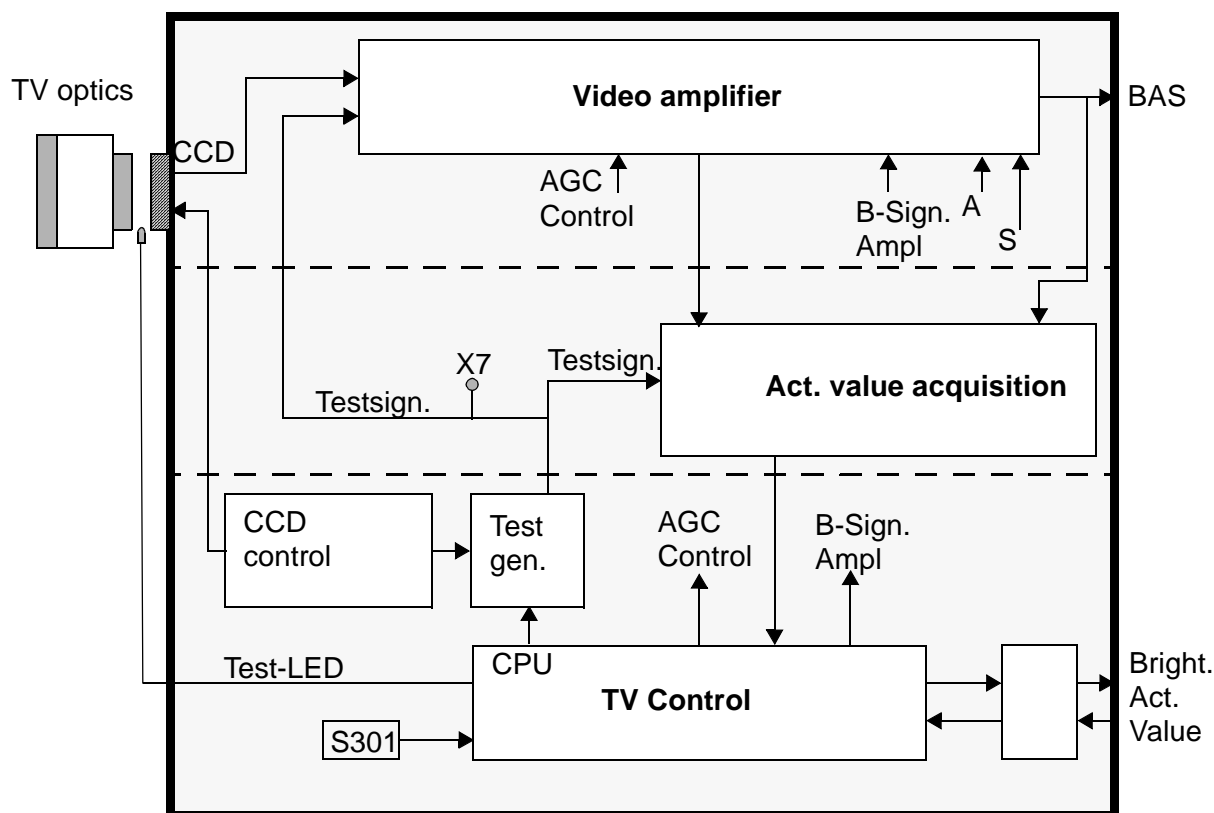 TV optics
Video amplifier
BAS
CCD
AGC
Control
B-Sign.
Ampl
A
S
X7
Testsign.
Testsign.
Act. value acquisition
CCD
control
Test
gen.
AGC
Control
B-Sign.
Ampl
Test-LED
CPU
TV Control
S301
Bright.
Act.
Value